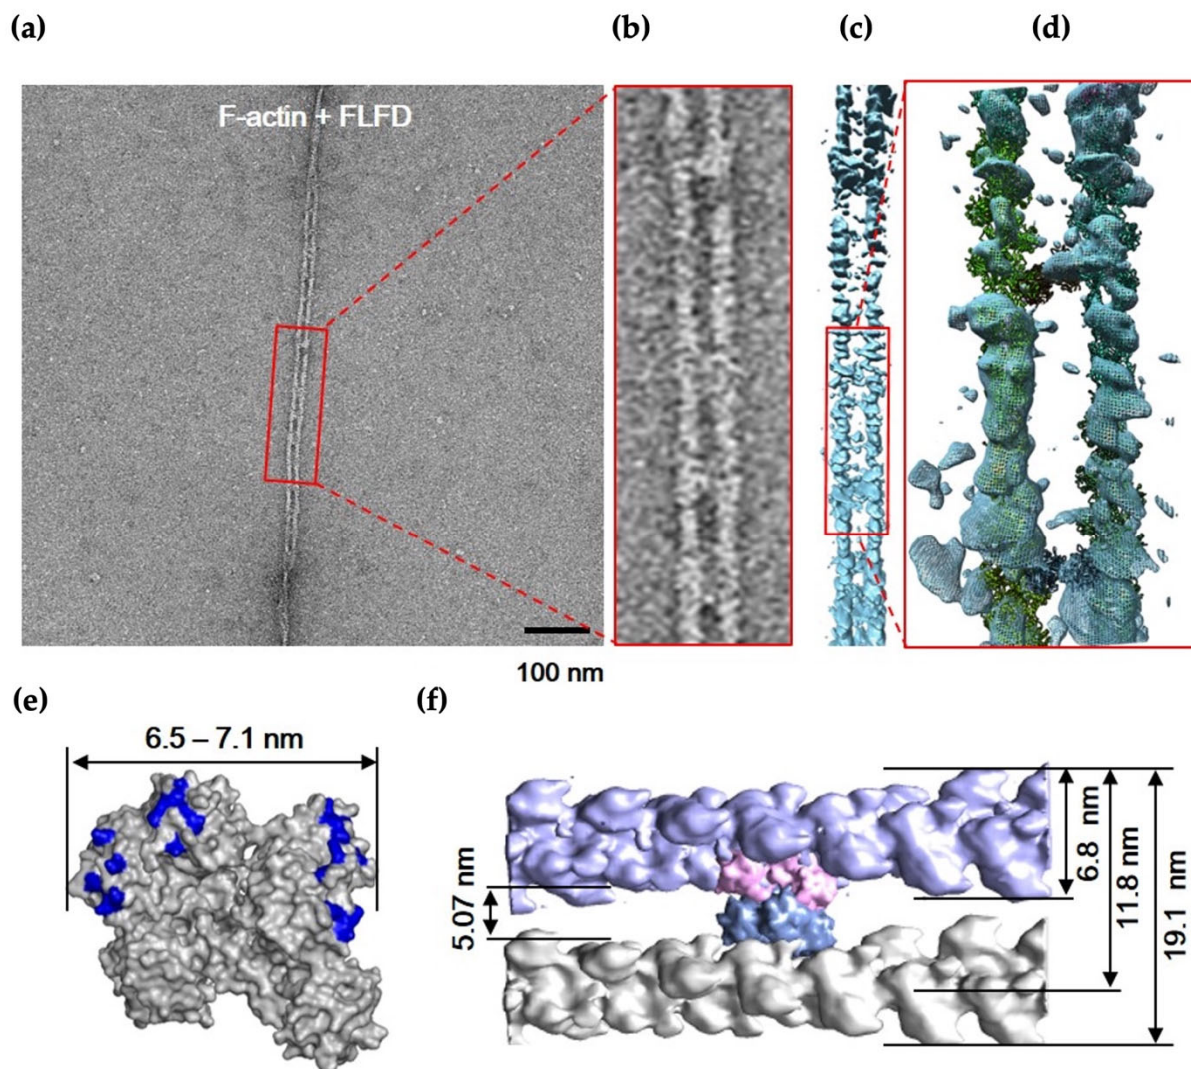 (a)
(b)
(c)
(d)
F-actin + FLFD
100 nm
(e)
(f)
6.5 – 7.1 nm
5.07 nm
6.8 nm
11.8 nm
19.1 nm